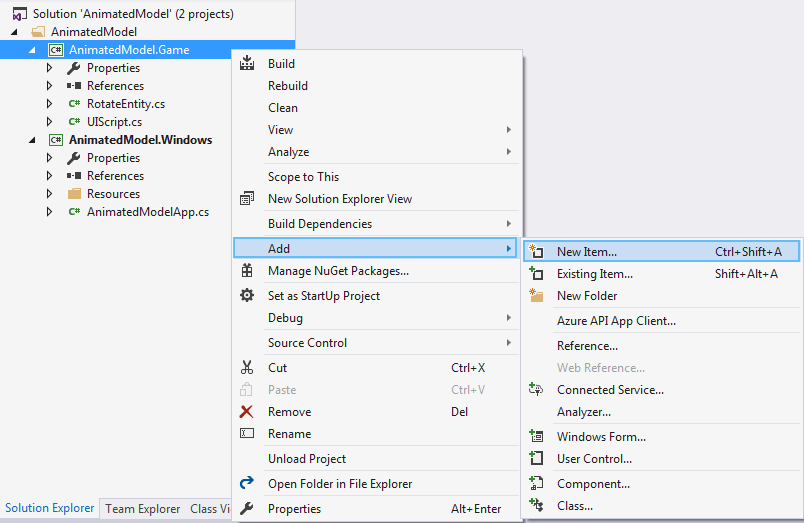 Solution 'AnimatedModel' (2 projects)
AnimatedModel
C# AnimatedModel.Game
Properties
References
C# RotateEntity.cs
C# UIScript.cs
C# AnimatedModel.Windows
Properties
References
Resources
C# AnimatedModelApp.cs
Solution Explorer
Team Explorer
Class Vi
Build
Rebuild
Clean
View
Analyze
Scope to This
New Solution Explorer View
Build Dependencies
Add
Manage NuGet Packages...
Set as StartUp Project
Debug
Source Control
Cut Ctrl+X
Paste Ctrl+V
Remove Del
Rename
Unload Project
Open Folder in File Explorer
Properties Alt+Enter
New Item... Ctrl+Shift+A
Existing Item... Shift+Alt+A
New Folder
Azure API App Client...
Reference...
Web Reference...
Connected Service...
Analyzer...
Windows Form...
User Control...
Component...
Class...